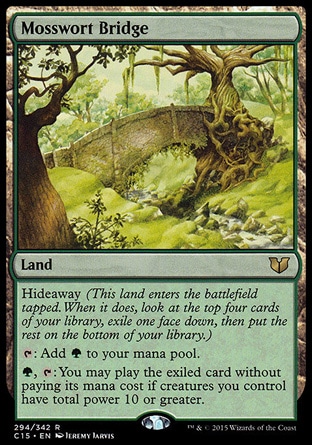 Mosswort Bridge
Land
Hideaway (This land enters the battlefield
tapped. When it does, look at the top four cards
of your library, exile one face down, then put the
rest on the bottom of your library.)
: Add to your mana pool.
, : You may play the exiled card without
paying its mana cost if creatures you control
have total power 10 or greater.
294/342 R
C15 • EN Jeremy Jarvis
™ & © 2015 Wizards of the Coast